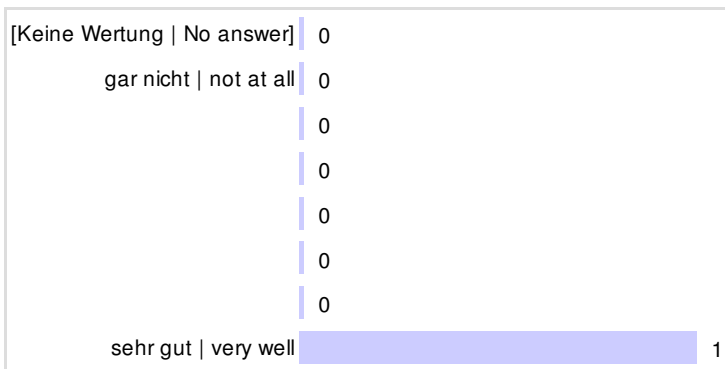 [Keine Wertung | No answer] 0
gar nicht | not at all 0
0
0
0
0
0
sehr gut | very well 1